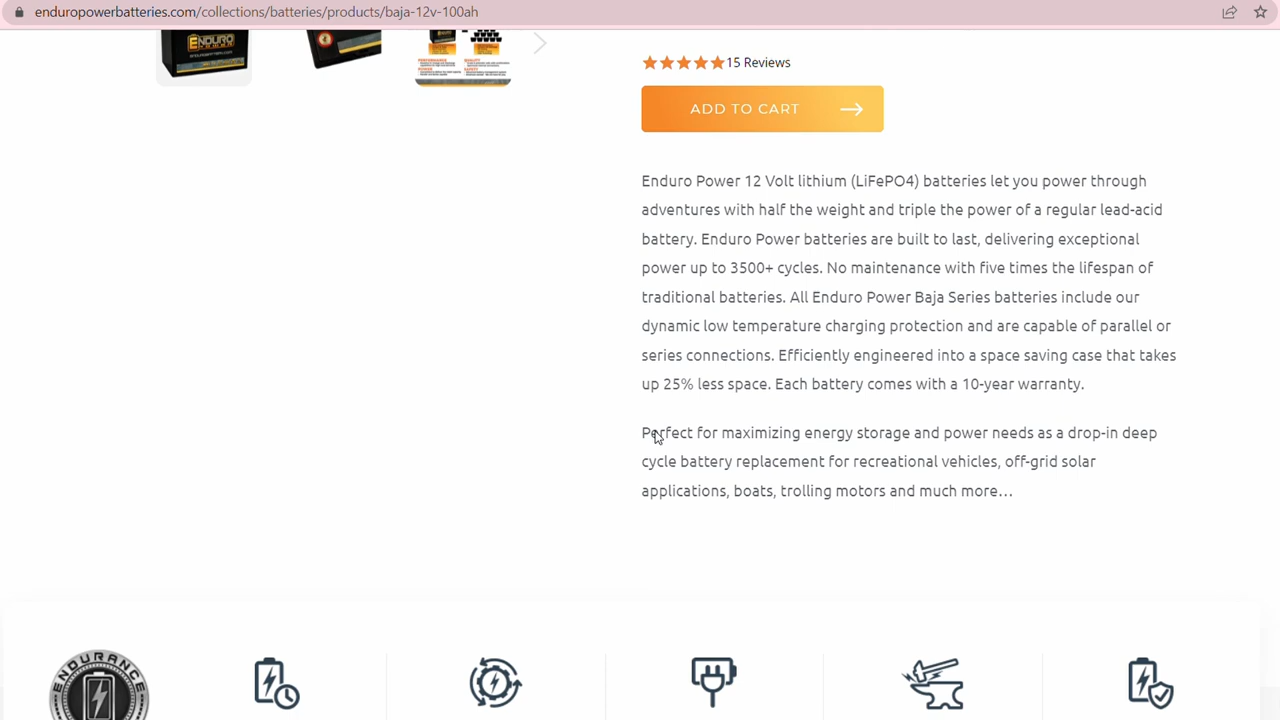 enduropowerbatteries.com/collections/batteries/products/baja-12v-100ah
ENDURO
POWER
15 Reviews
ADD TO CART
Enduro Power 12 Volt lithium (LiFePO4) batteries let you power through
adventures with half the weight and triple the power of a regular lead-acid
battery. Enduro Power batteries are built to last, delivering exceptional
power up to 3500+ cycles. No maintenance with five times the lifespan of
traditional batteries. All Enduro Power Baja Series batteries include our
dynamic low temperature charging protection and are capable of parallel or
series connections. Efficiently engineered into a space saving case that takes
up 25% less space. Each battery comes with a 10-year warranty.
Perfect for maximizing energy storage and power needs as a drop-in deep
cycle battery replacement for recreational vehicles, off-grid solar
applications, boats, trolling motors and much more...
ENDURANCE